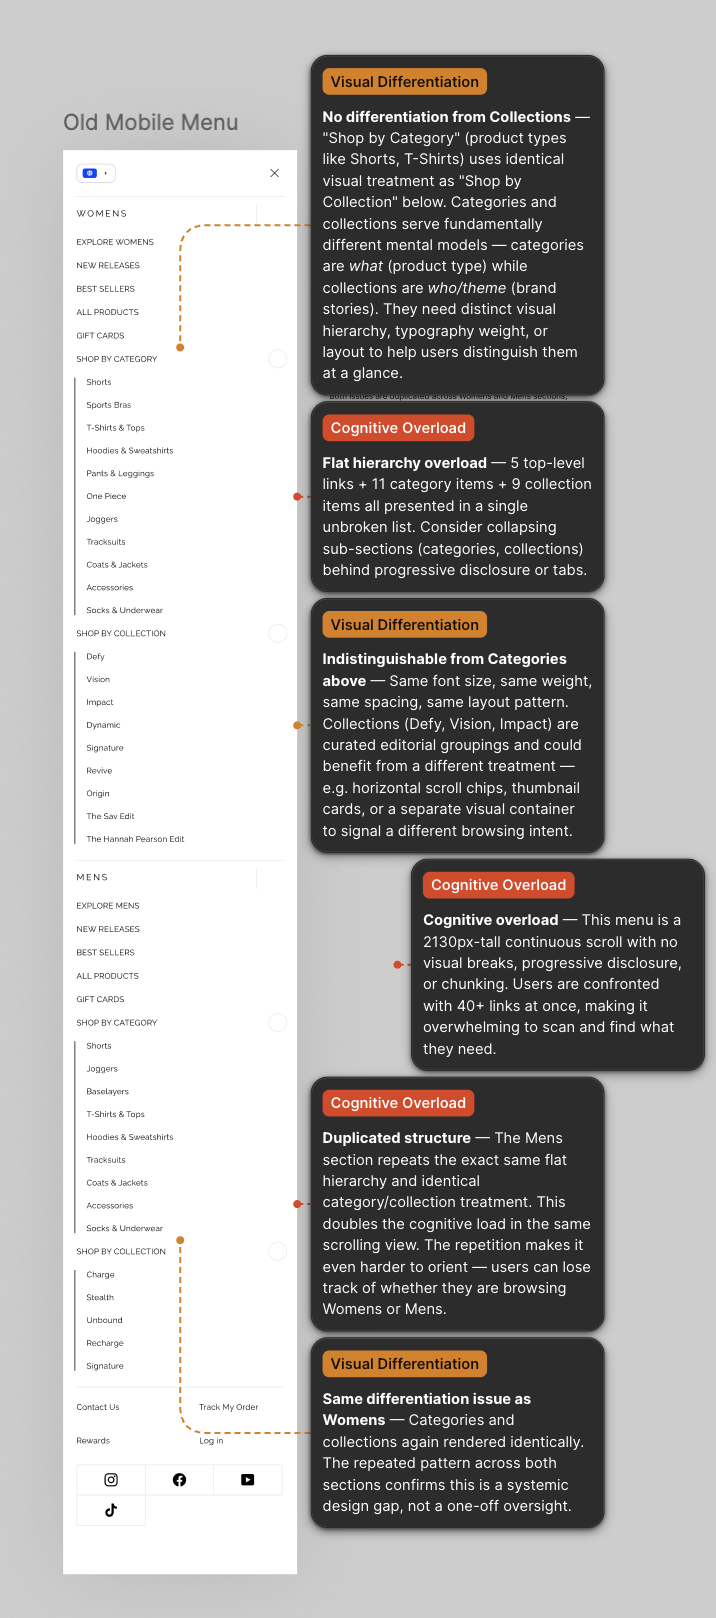 Old Mobile Menu
WOMENS
EXPLORE WOMENS
NEW RELEASES
BEST SELLERS
ALL PRODUCTS
GIFT CARDS
SHOP BY CATEGORY
Shorts
Sports Bras
T-Shirts & Tops
Hoodies & Sweatshirts
Pants & Leggings
One Piece
Joggers
Tracksuits
Coats & Jackets
Accessories
Socks & Underwear
SHOP BY COLLECTION
Defy
Vision
Impact
Dynamic
Signature
Revive
Origin
The Sav Edit
The Hannah Pearson Edit
MENS
EXPLORE MENS
NEW RELEASES
BEST SELLERS
ALL PRODUCTS
GIFT CARDS
SHOP BY CATEGORY
Shorts
Joggers
Baselayers
T-Shirts & Tops
Hoodies & Sweatshirts
Tracksuits
Coats & Jackets
Accessories
Socks & Underwear
SHOP BY COLLECTION
Charge
Stealth
Unbound
Recharge
Signature
Contact Us
Track My Order
Rewards
Log in
Visual Differentiation
No differentiation from Collections —
"Shop by Category" (product types
like Shorts, T-Shirts) uses identical
visual treatment as "Shop by
Collection" below. Categories and
collections serve fundamentally
different mental models — categories
are what (product type) while
collections are who/theme (brand
stories). They need distinct visual
hierarchy, typography weight, or
layout to help users distinguish them
at a glance.
both issues are duplicated across Womens and Mens sections,
Cognitive Overload
Flat hierarchy overload — 5 top-level
links + 11 category items + 9 collection
items all presented in a single
unbroken list. Consider collapsing
sub-sections (categories, collections)
behind progressive disclosure or tabs.
Visual Differentiation
Indistinguishable from Categories
above — Same font size, same weight,
same spacing, same layout pattern.
Collections (Defy, Vision, Impact) are
curated editorial groupings and could
benefit from a different treatment —
e.g. horizontal scroll chips, thumbnail
cards, or a separate visual container
to signal a different browsing intent.
Cognitive Overload
Cognitive overload — This menu is a
2130px-tall continuous scroll with no
visual breaks, progressive disclosure,
or chunking. Users are confronted
with 40+ links at once, making it
overwhelming to scan and find what
they need.
Cognitive Overload
Duplicated structure — The Mens
section repeats the exact same flat
hierarchy and identical
category/collection treatment. This
doubles the cognitive load in the same
scrolling view. The repetition makes it
even harder to orient — users can lose
track of whether they are browsing
Womens or Mens.
Visual Differentiation
Same differentiation issue as
Womens — Categories and
collections again rendered identically.
The repeated pattern across both
sections confirms this is a systemic
design gap, not a one-off oversight.